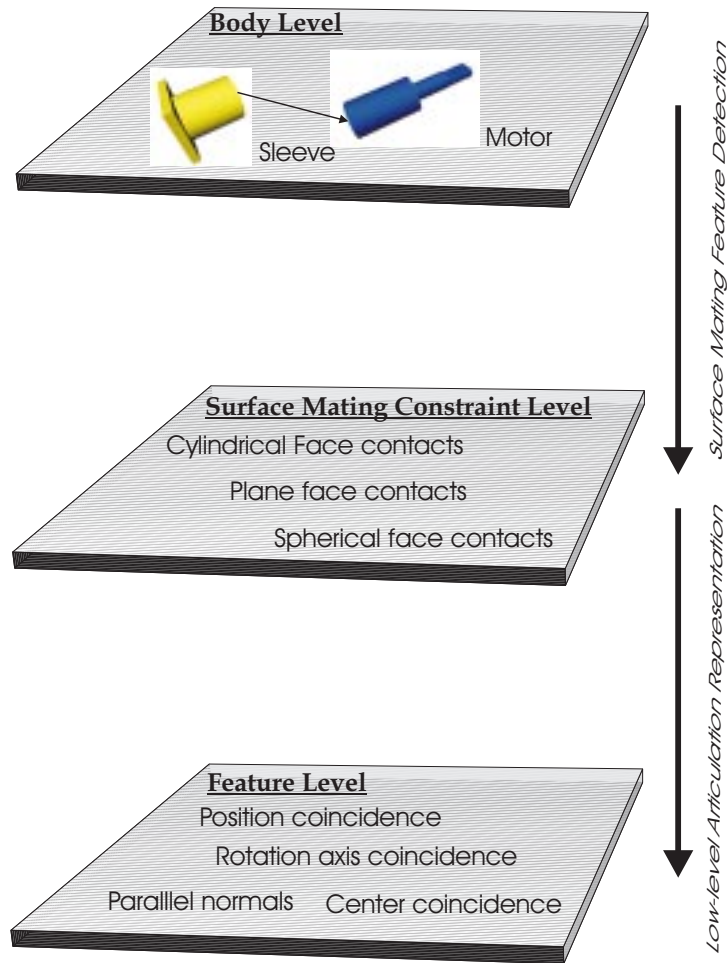 Body Level
Sleeve
Motor
Surface Mating Feature Detection
Surface Mating Constraint Level
Cylindrical Face contacts
Plane face contacts
Spherical face contacts
Low-level Articulation Representation
Feature Level
Position coincidence
Rotation axis coincidence
Paralllel normals
Center coincidence